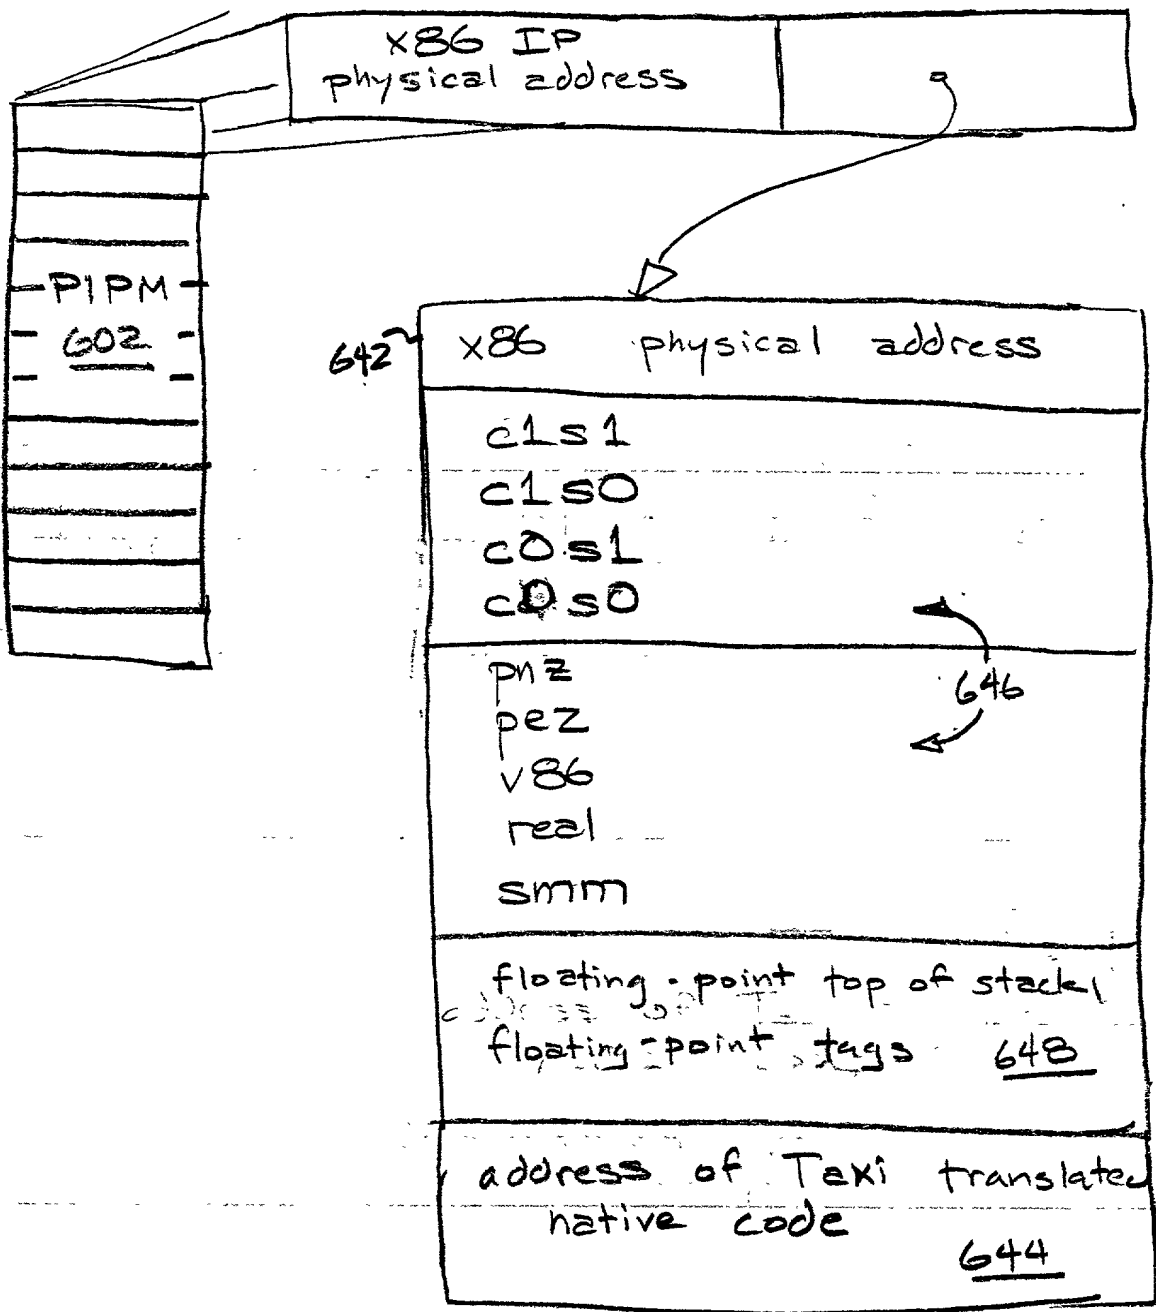 x86 IP
physical address
PIPM
602
642
x86 physical address
c1s1
c1s0
c0s1
c0s0
646
pnz
pez
v86
real
smm
floating-point top of stack,
floating-point tags 648
address of Taxi translated
native code
644